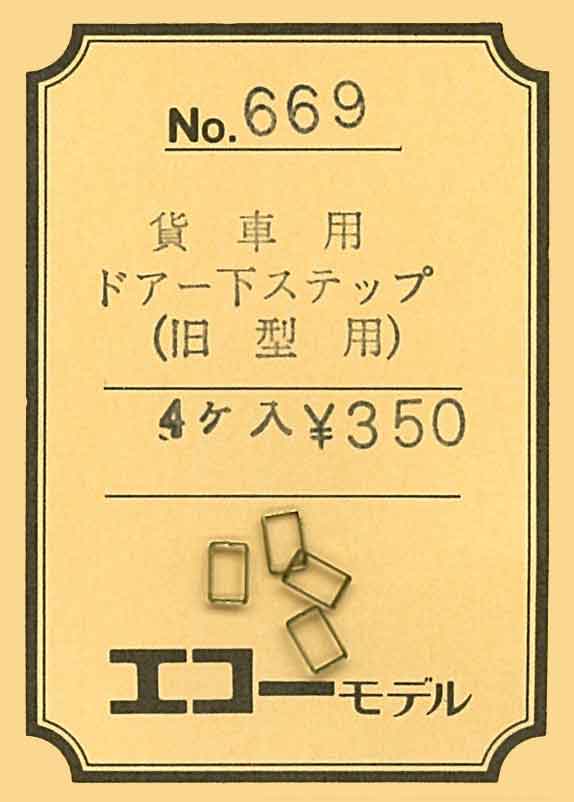 No.669
貨車用
ドアー下ステップ
(旧型用)
4ケ入¥350
エコーモデル